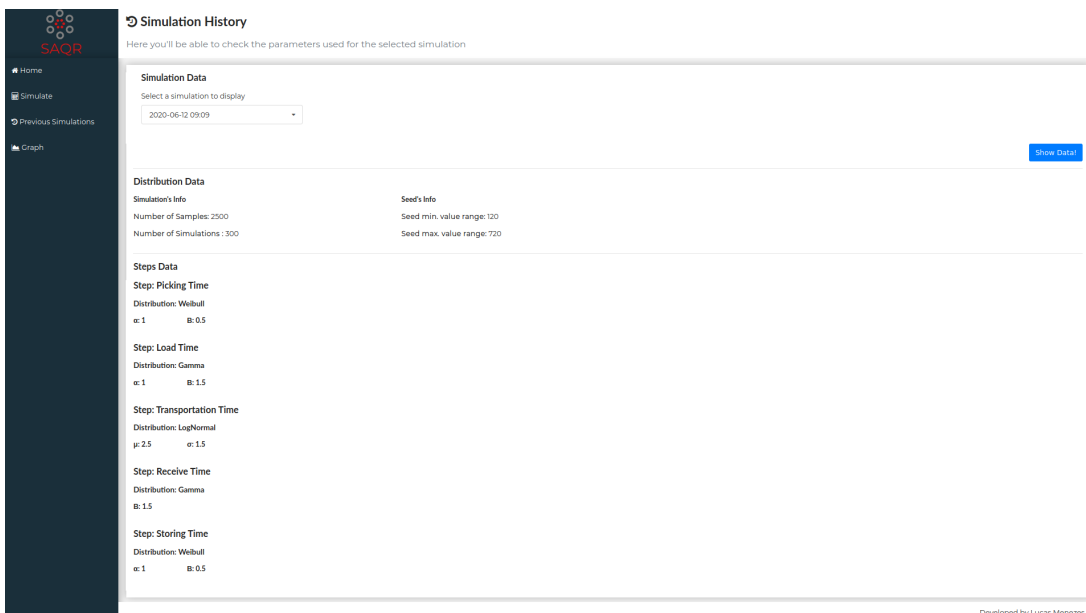 SAQR
Home
Simulate
Previous Simulations
Graph
Simulation History
Here you'll be able to check the parameters used for the selected simulation
Simulation Data
Select a simulation to display
2020-06-12 09:09
Show Data!
Distribution Data
Simulation's Info
Seed's Info
Number of Samples: 2500
Seed min. value range: 120
Number of Simulations : 300
Seed max. value range: 720
Steps Data
Step: Picking Time
Distribution: Weibull
α: 1 B: 0.5
Step: Load Time
Distribution: Gamma
α: 1 B: 1.5
Step: Transportation Time
Distribution: LogNormal
μ: 2.5 σ: 1.5
Step: Receive Time
Distribution: Gamma
B: 1.5
Step: Storing Time
Distribution: Weibull
α: 1 B: 0.5
Developed by Lucas Menezes